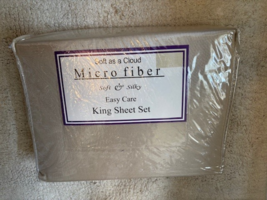 Soft as a Cloud
Micro fiber
Soft & Silky
Easy Care
King Sheet Set